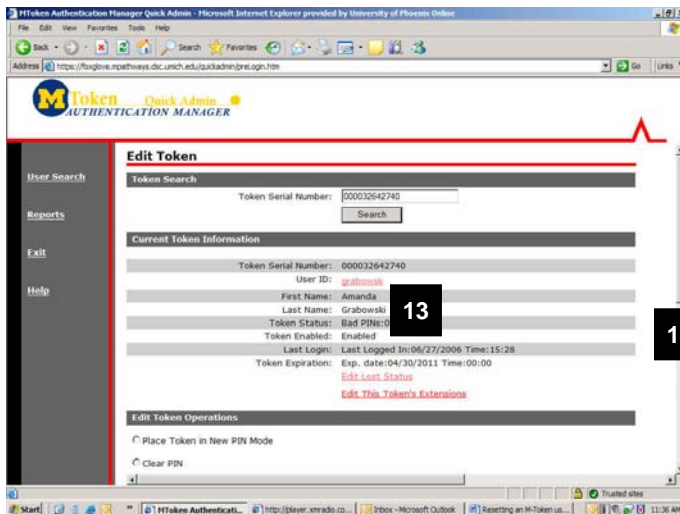 MToken Authentication Manager Quick Admin - Microsoft Internet Explorer provided by University of Phoenix Online
File Edit View Favorites Tools Help
Back Search Favorites
Address https://foxglove.mpathways.dsc.umich.edu/quickadmin/preLogin.htm Go Links
M Token Quick Admin
AUTHENTICATION MANAGER
Edit Token
User Search
Token Search
Token Serial Number: 000032642740
Reports
Search
Current Token Information
Exit
Token Serial Number: 000032642740
User ID: grabowsk
Help
First Name: Amanda
13
Last Name: Grabowski
Token Status: Bad PINs:0
1
Token Enabled: Enabled
Last Login: Last Logged In:06/27/2006 Time:15:28
Token Expiration: Exp. date:04/30/2011 Time:00:00
Edit Lost Status
Edit This Token's Extensions
Edit Token Operations
Place Token in New PIN Mode
Clear PIN
Trusted sites
Start MToken Authenticati... http://player.xmradio.co... Inbox - Microsoft Outlook Resetting an M-Token us... 11:36 AM